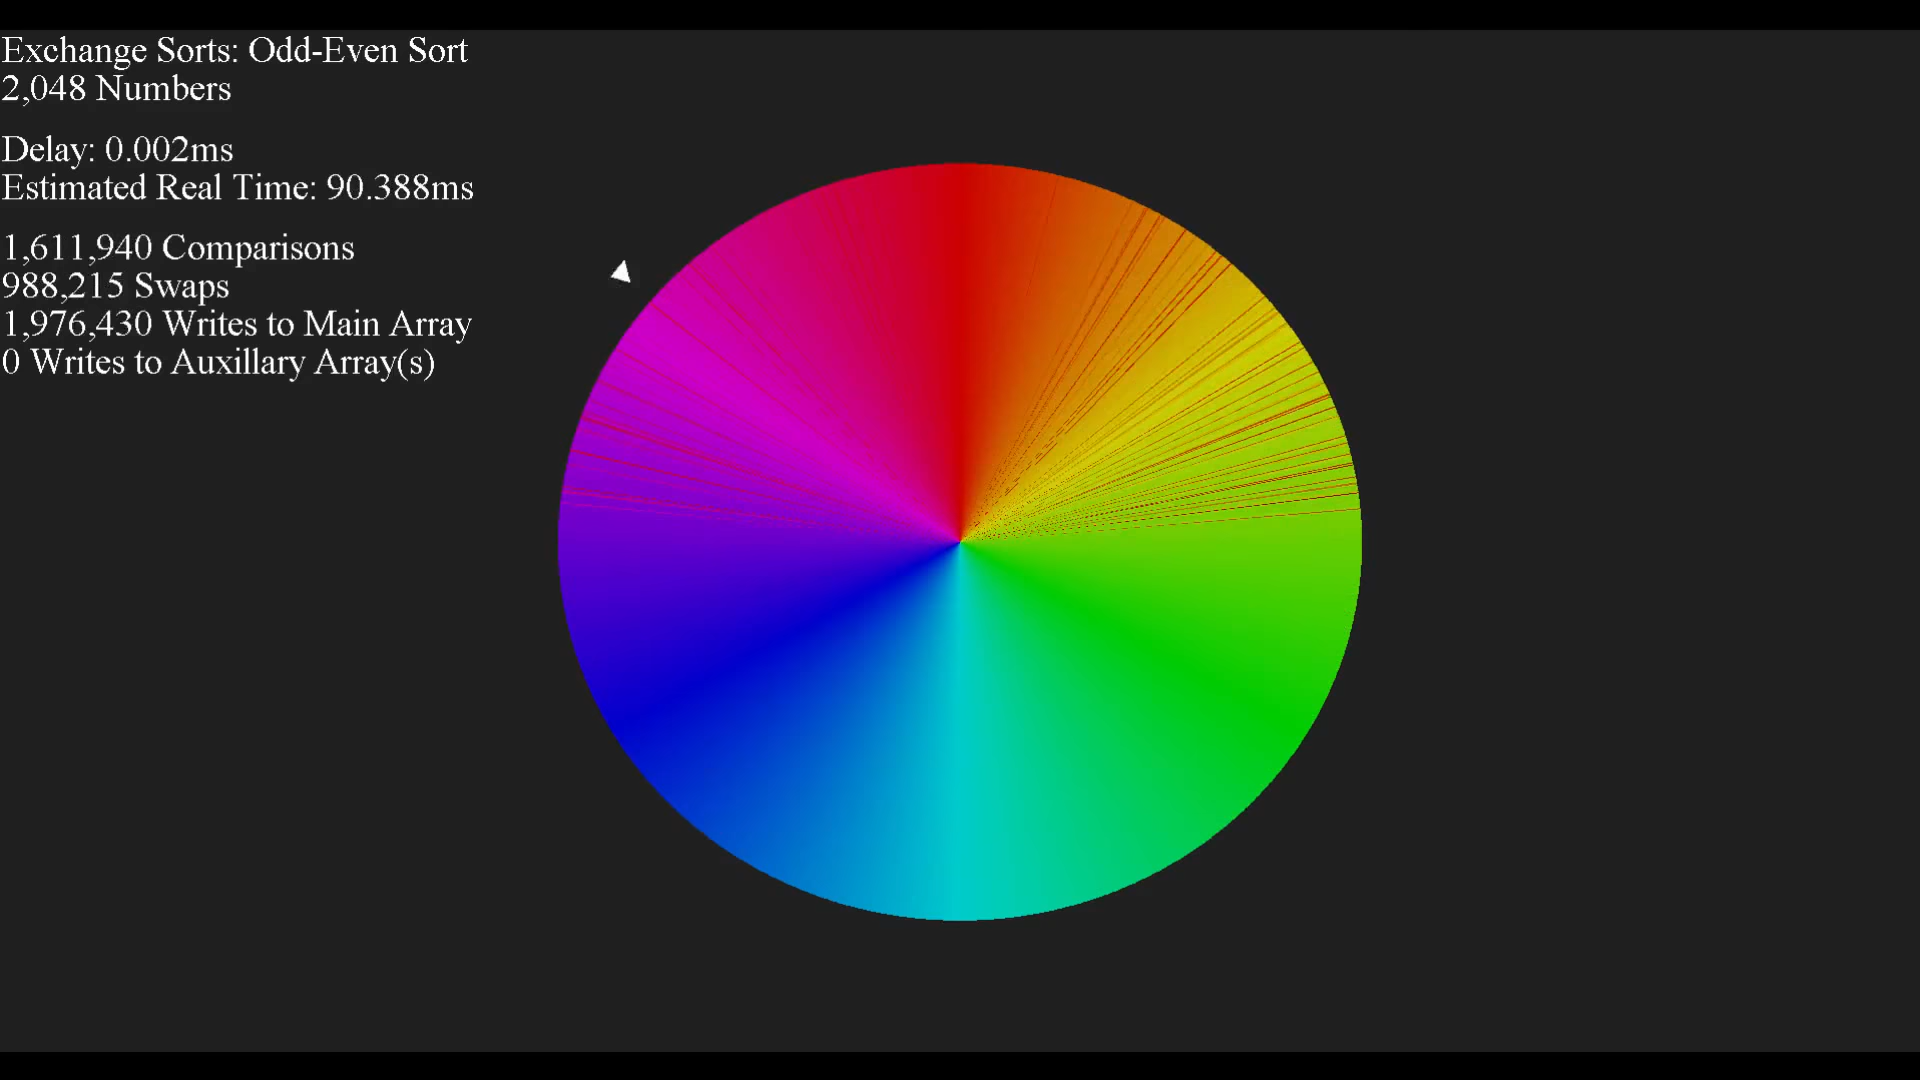 Exchange Sorts: Odd-Even Sort
2,048 Numbers
Delay: 0.002ms
Estimated Real Time: 90.388ms
1,611,940 Comparisons
988,215 Swaps
1,976,430 Writes to Main Array
0 Writes to Auxillary Array(s)